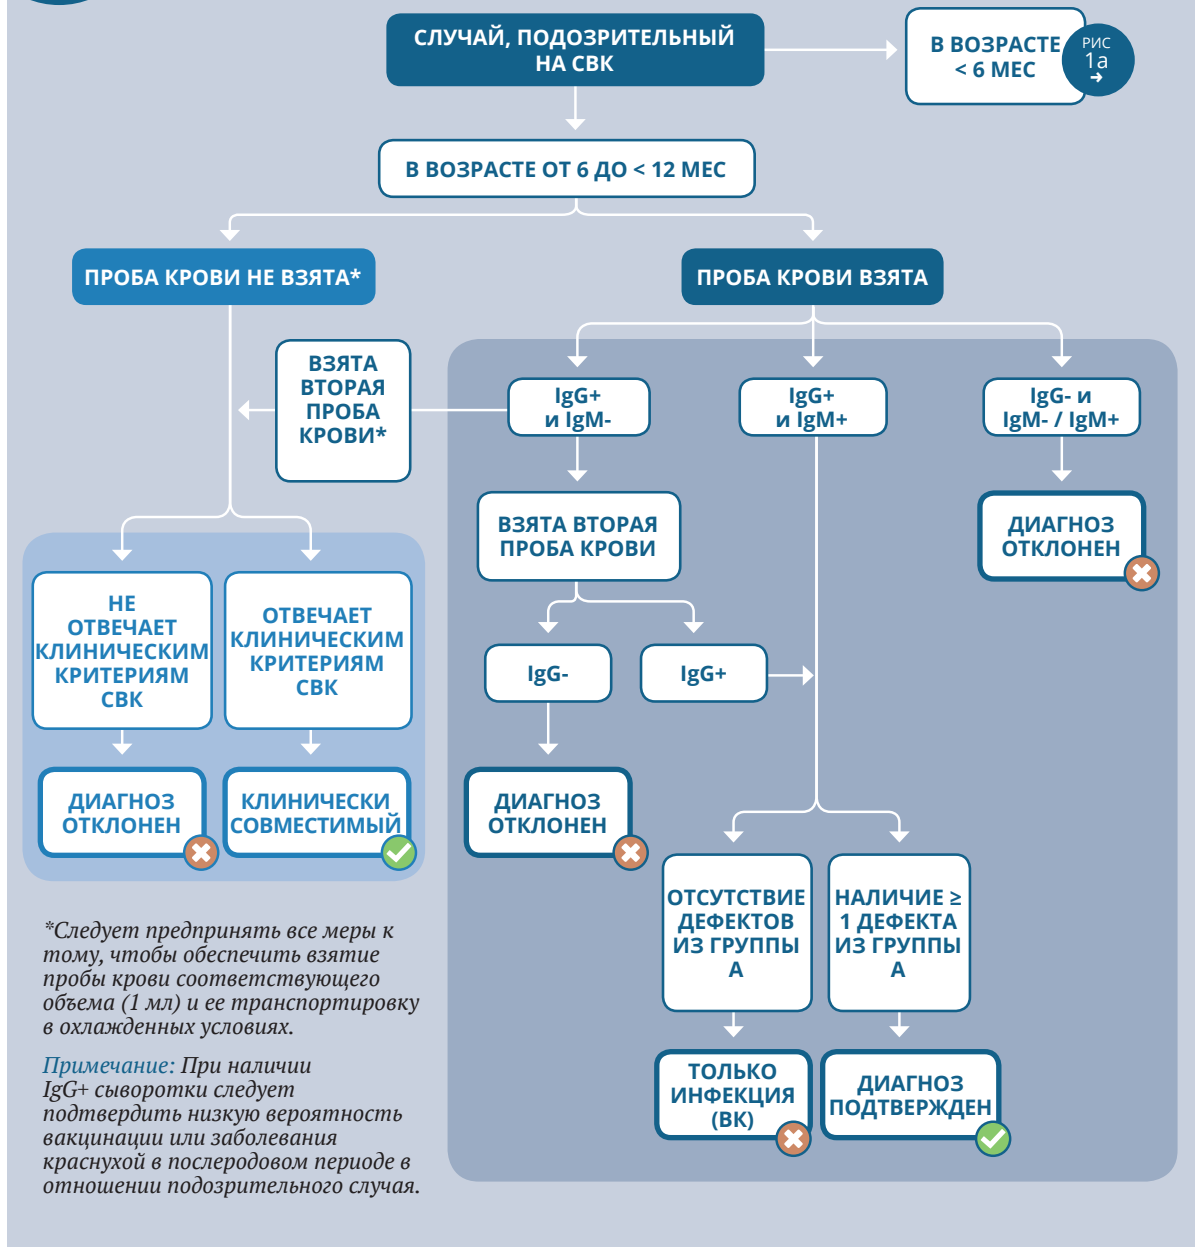 СЛУЧАЙ, ПОДОЗРИТЕЛЬНЫЙ
НА СВК
В ВОЗРАСТЕ
< 6 МЕС
РИС
1a
В ВОЗРАСТЕ ОТ 6 ДО < 12 МЕС
ПРОБА КРОВИ НЕ ВЗЯТА*
ПРОБА КРОВИ ВЗЯТА
ВЗЯТА
ВТОРАЯ
ПРОБА
КРОВИ*
IgG+
и IgM-
IgG+
и IgM+
IgG- и
IgM- / IgM+
ВЗЯТА ВТОРАЯ
ПРОБА КРОВИ
ДИАГНОЗ
ОТКЛОНЕН
НЕ
ОТВЕЧАЕТ
КЛИНИЧЕСКИМ
КРИТЕРИЯМ
СВК
ОТВЕЧАЕТ
КЛИНИЧЕСКИМ
КРИТЕРИЯМ
СВК
IgG-
IgG+
ДИАГНОЗ
ОТКЛОНЕН
КЛИНИЧЕСКИ
СОВМЕСТИМЫЙ
ДИАГНОЗ
ОТКЛОНЕН
ОТСУТСТВИЕ
ДЕФЕКТОВ
ИЗ ГРУППЫ
А
НАЛИЧИЕ ≥
1 ДЕФЕКТА
ИЗ ГРУППЫ
А
ТОЛЬКО
ИНФЕКЦИЯ
(ВК)
ДИАГНОЗ
ПОДТВЕРЖДЕН
*Следует предпринять все меры к
тому, чтобы обеспечить взятие
пробы крови соответствующего
объема (1 мл) и ее транспортировку
в охлажденных условиях.
Примечание: При наличии
IgG+ сыворотки следует
подтвердить низкую вероятность
вакцинации или заболевания
краснухой в послеродовом периоде в
отношении подозрительного случая.